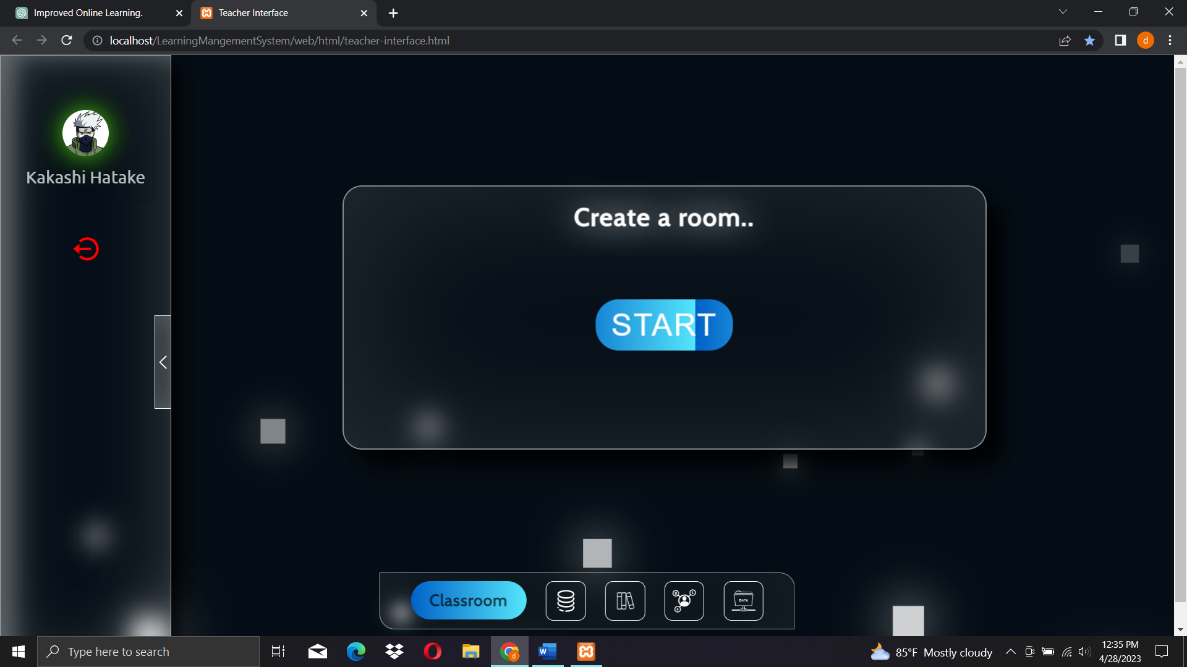 Improved Online Learning.
Teacher Interface
localhost/LearningMangementSystem/web/html/teacher-interface.html
d
Kakashi Hatake
Create a room..
START
Classroom
DATA
Type here to search
85°F Mostly cloudy
12:35 PM
4/28/2023